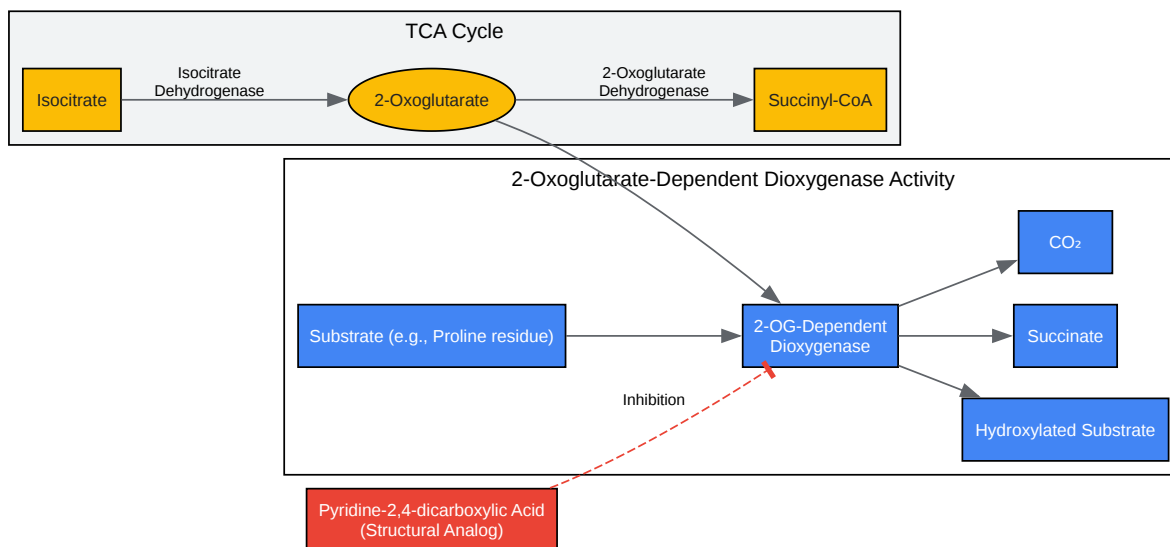 TCA Cycle
Isocitrate
Isocitrate
Dehydrogenase
2-Oxoglutarate
2-Oxoglutarate
Dehydrogenase
Succinyl-CoA
2-Oxoglutarate-Dependent Dioxygenase Activity
Substrate (e.g., Proline residue)
2-OG-Dependent
Dioxygenase
CO₂
Succinate
Hydroxylated Substrate
Inhibition
Pyridine-2,4-dicarboxylic Acid
(Structural Analog)